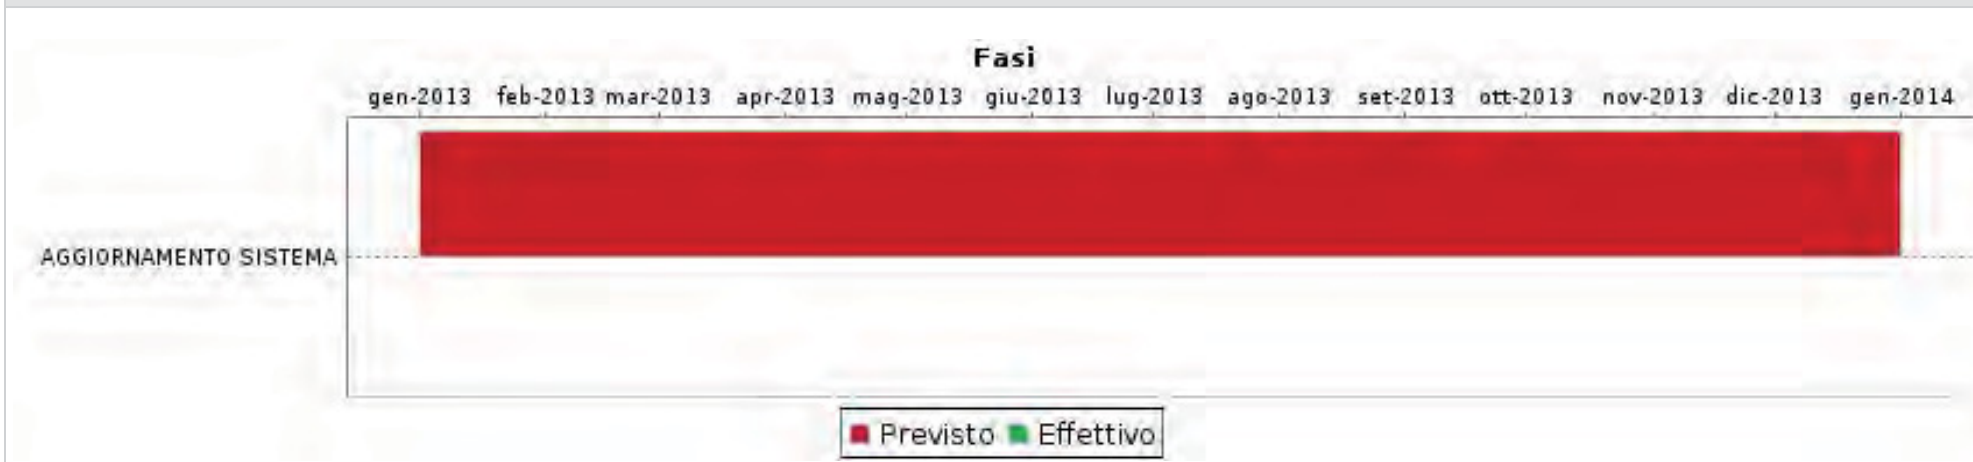 Fasi
gen-2013 feb-2013 mar-2013 apr-2013 mag-2013 giu-2013 lug-2013 ago-2013 set-2013 ott-2013 nov-2013 dic-2013 gen-2014
AGGIORNAMENTO SISTEMA
Previsto Effettivo